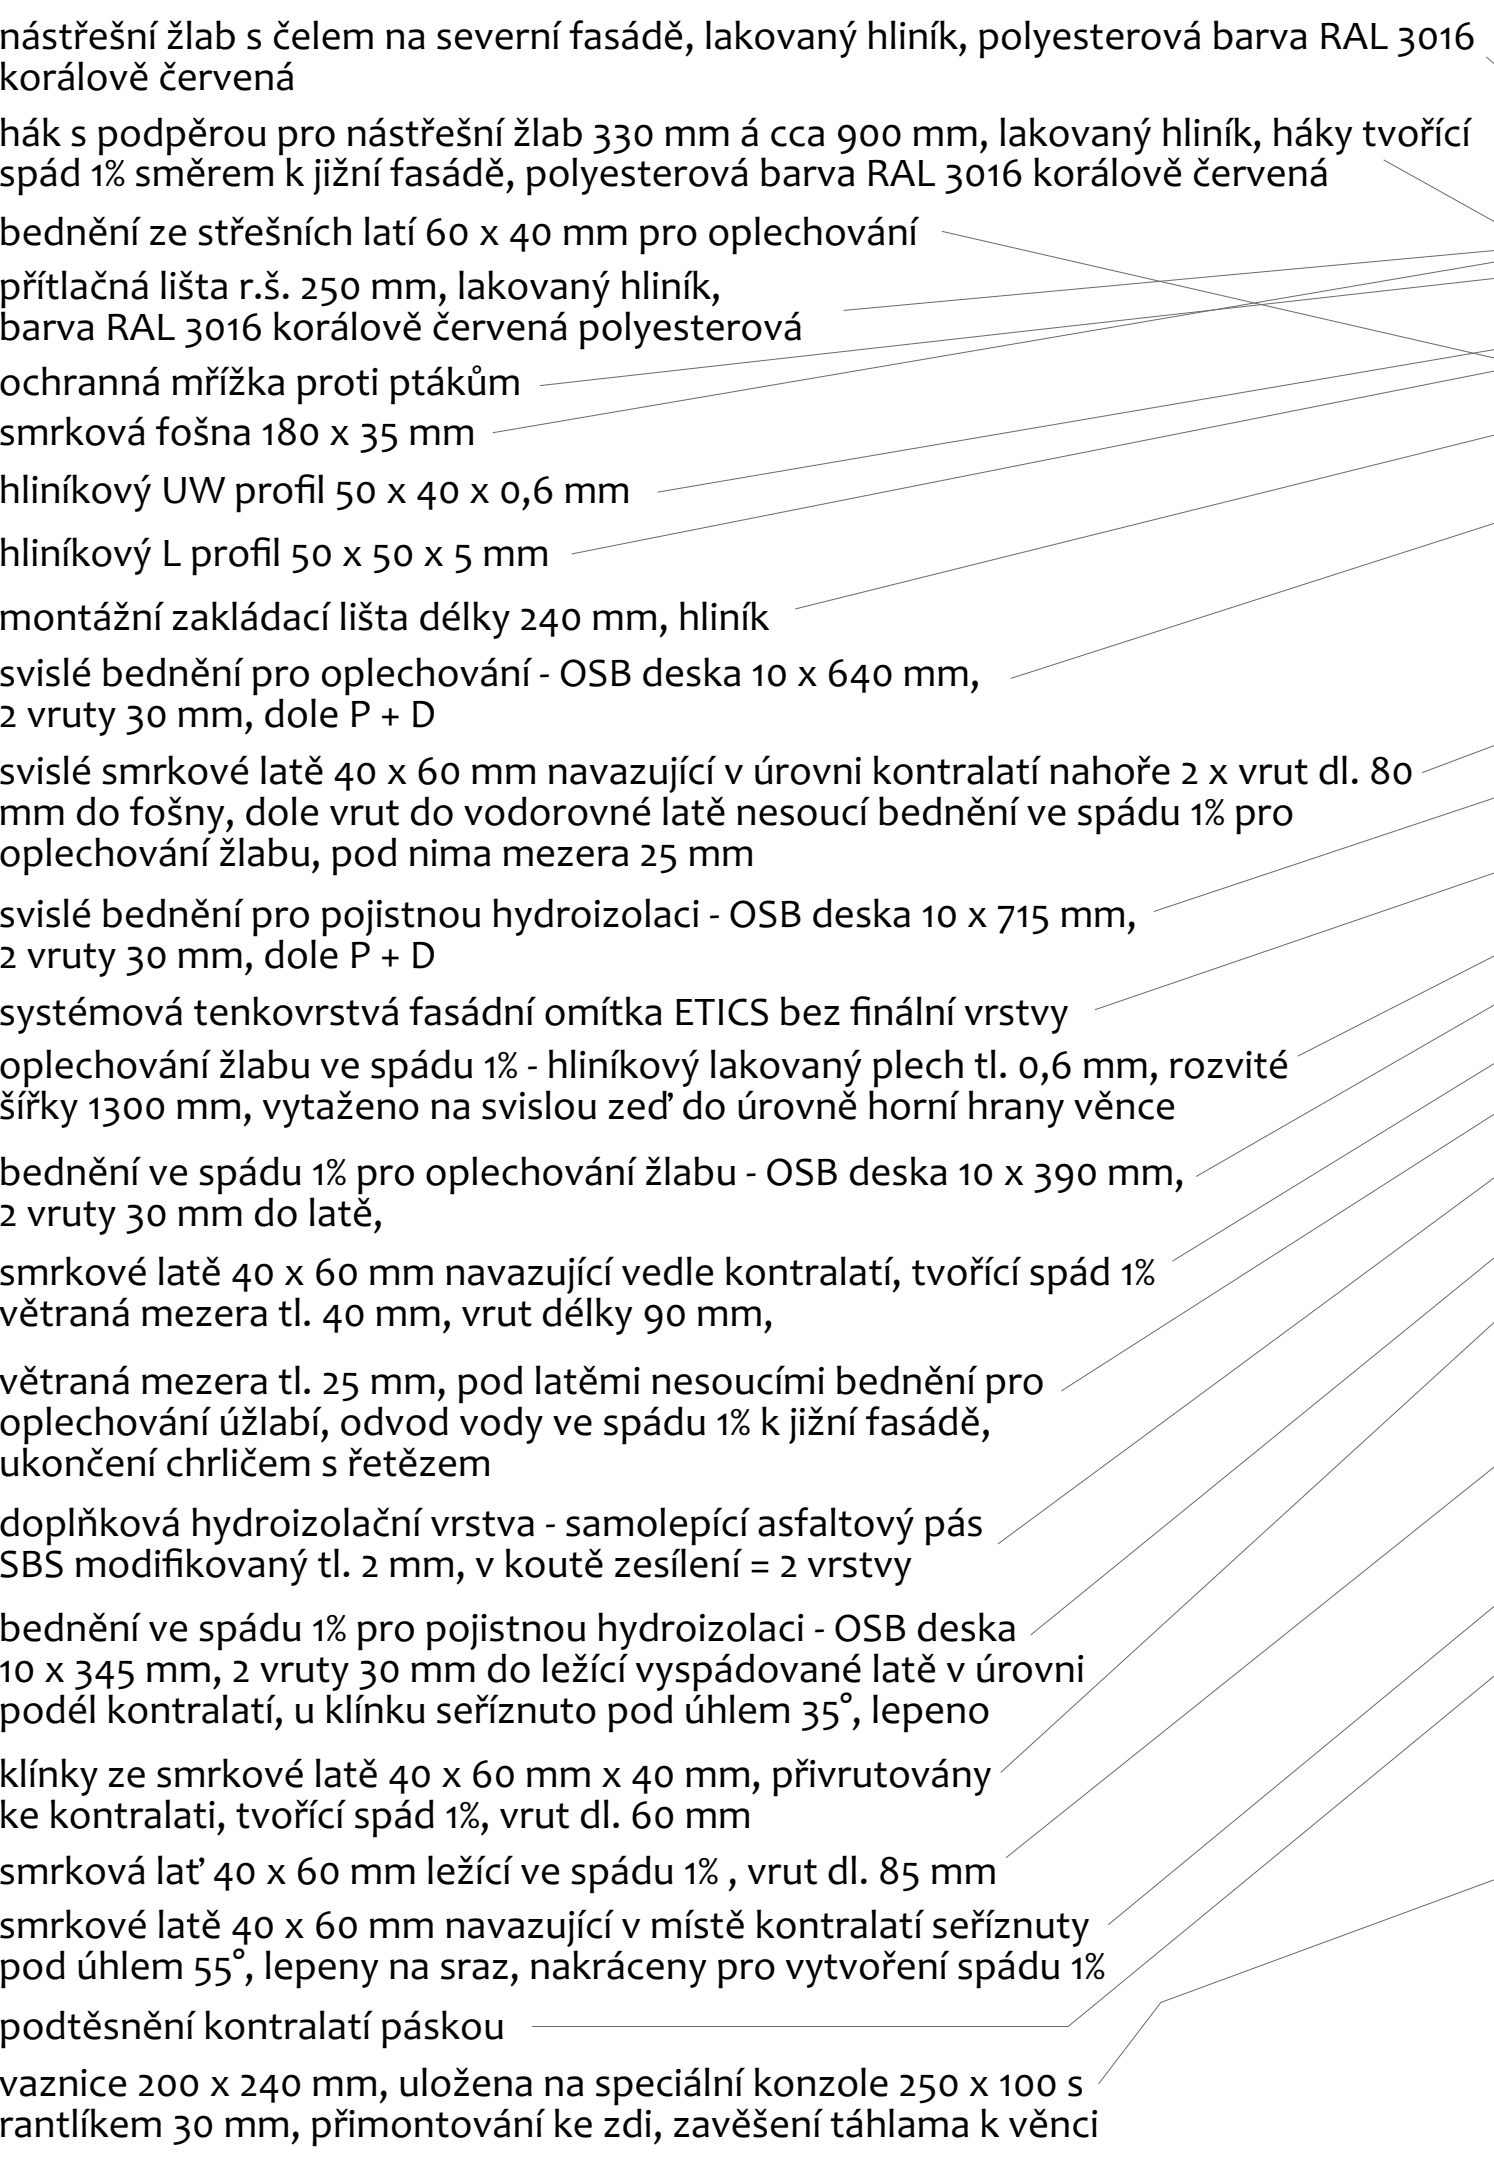 nástřešní žlab s čelem na severní fasádě, lakovaný hliník, polyesterová barva RAL 3016
korálově červená
hák s podpěrou pro nástřešní žlab 330 mm á cca 900 mm, lakovaný hliník, háky tvořící
spád 1% směrem k jižní fasádě, polyesterová barva RAL 3016 korálově červená
bednění ze střešních latí 60 x 40 mm pro oplechování
přítlačná lišta r.š. 250 mm, lakovaný hliník,
barva RAL 3016 korálově červená polyesterová
ochranná mřížka proti ptákům
smrková fošna 180 x 35 mm
hliníkový UW profil 50 x 40 x 0,6 mm
hliníkový L profil 50 x 50 x 5 mm
montážní zakládací lišta délky 240 mm, hliník
svislé bednění pro oplechování - OSB deska 10 x 640 mm,
2 vruty 30 mm, dole P + D
svislé smrkové latě 40 x 60 mm navazující v úrovni kontralatí nahoře 2 x vrut dl. 80
mm do fošny, dole vrut do vodorovné latě nesoucí bednění ve spádu 1% pro
oplechování žlabu, pod nima mezera 25 mm
svislé bednění pro pojistnou hydroizolaci - OSB deska 10 x 715 mm,
2 vruty 30 mm, dole P + D
systémová tenkovrstvá fasádní omítka ETICS bez finální vrstvy
oplechování žlabu ve spádu 1% - hliníkový lakovaný plech tl. 0,6 mm, rozvité
šířky 1300 mm, vytaženo na svislou zeď do úrovně horní hrany věnce
bednění ve spádu 1% pro oplechování žlabu - OSB deska 10 x 390 mm,
2 vruty 30 mm do latě,
smrkové latě 40 x 60 mm navazující vedle kontralatí, tvořící spád 1%
větraná mezera tl. 40 mm, vrut délky 90 mm,
větraná mezera tl. 25 mm, pod latěmi nesoucími bednění pro
oplechování úžlabí, odvod vody ve spádu 1% k jižní fasádě,
ukončení chrličem s řetězem
doplňková hydroizolační vrstva - samolepící asfaltový pás
SBS modifikovaný tl. 2 mm, v koutě zesílení = 2 vrstvy
bednění ve spádu 1% pro pojistnou hydroizolaci - OSB deska
10 x 345 mm, 2 vruty 30 mm do ležící vyspádované latě v úrovni
podél kontralatí, u klínku seříznuto pod úhlem 35°, lepeno
klínky ze smrkové latě 40 x 60 mm x 40 mm, přivrutovány
ke kontralati, tvořící spád 1%, vrut dl. 60 mm
smrková lať 40 x 60 mm ležící ve spádu 1% , vrut dl. 85 mm
smrkové latě 40 x 60 mm navazující v místě kontralatí seříznuty
pod úhlem 55°, lepeny na sraz, nakráceny pro vytvoření spádu 1%
podtěsnění kontralatí páskou
vaznice 200 x 240 mm, uložena na speciální konzole 250 x 100 s
rantlíkem 30 mm, přimontování ke zdi, zavěšení táhlama k věnci